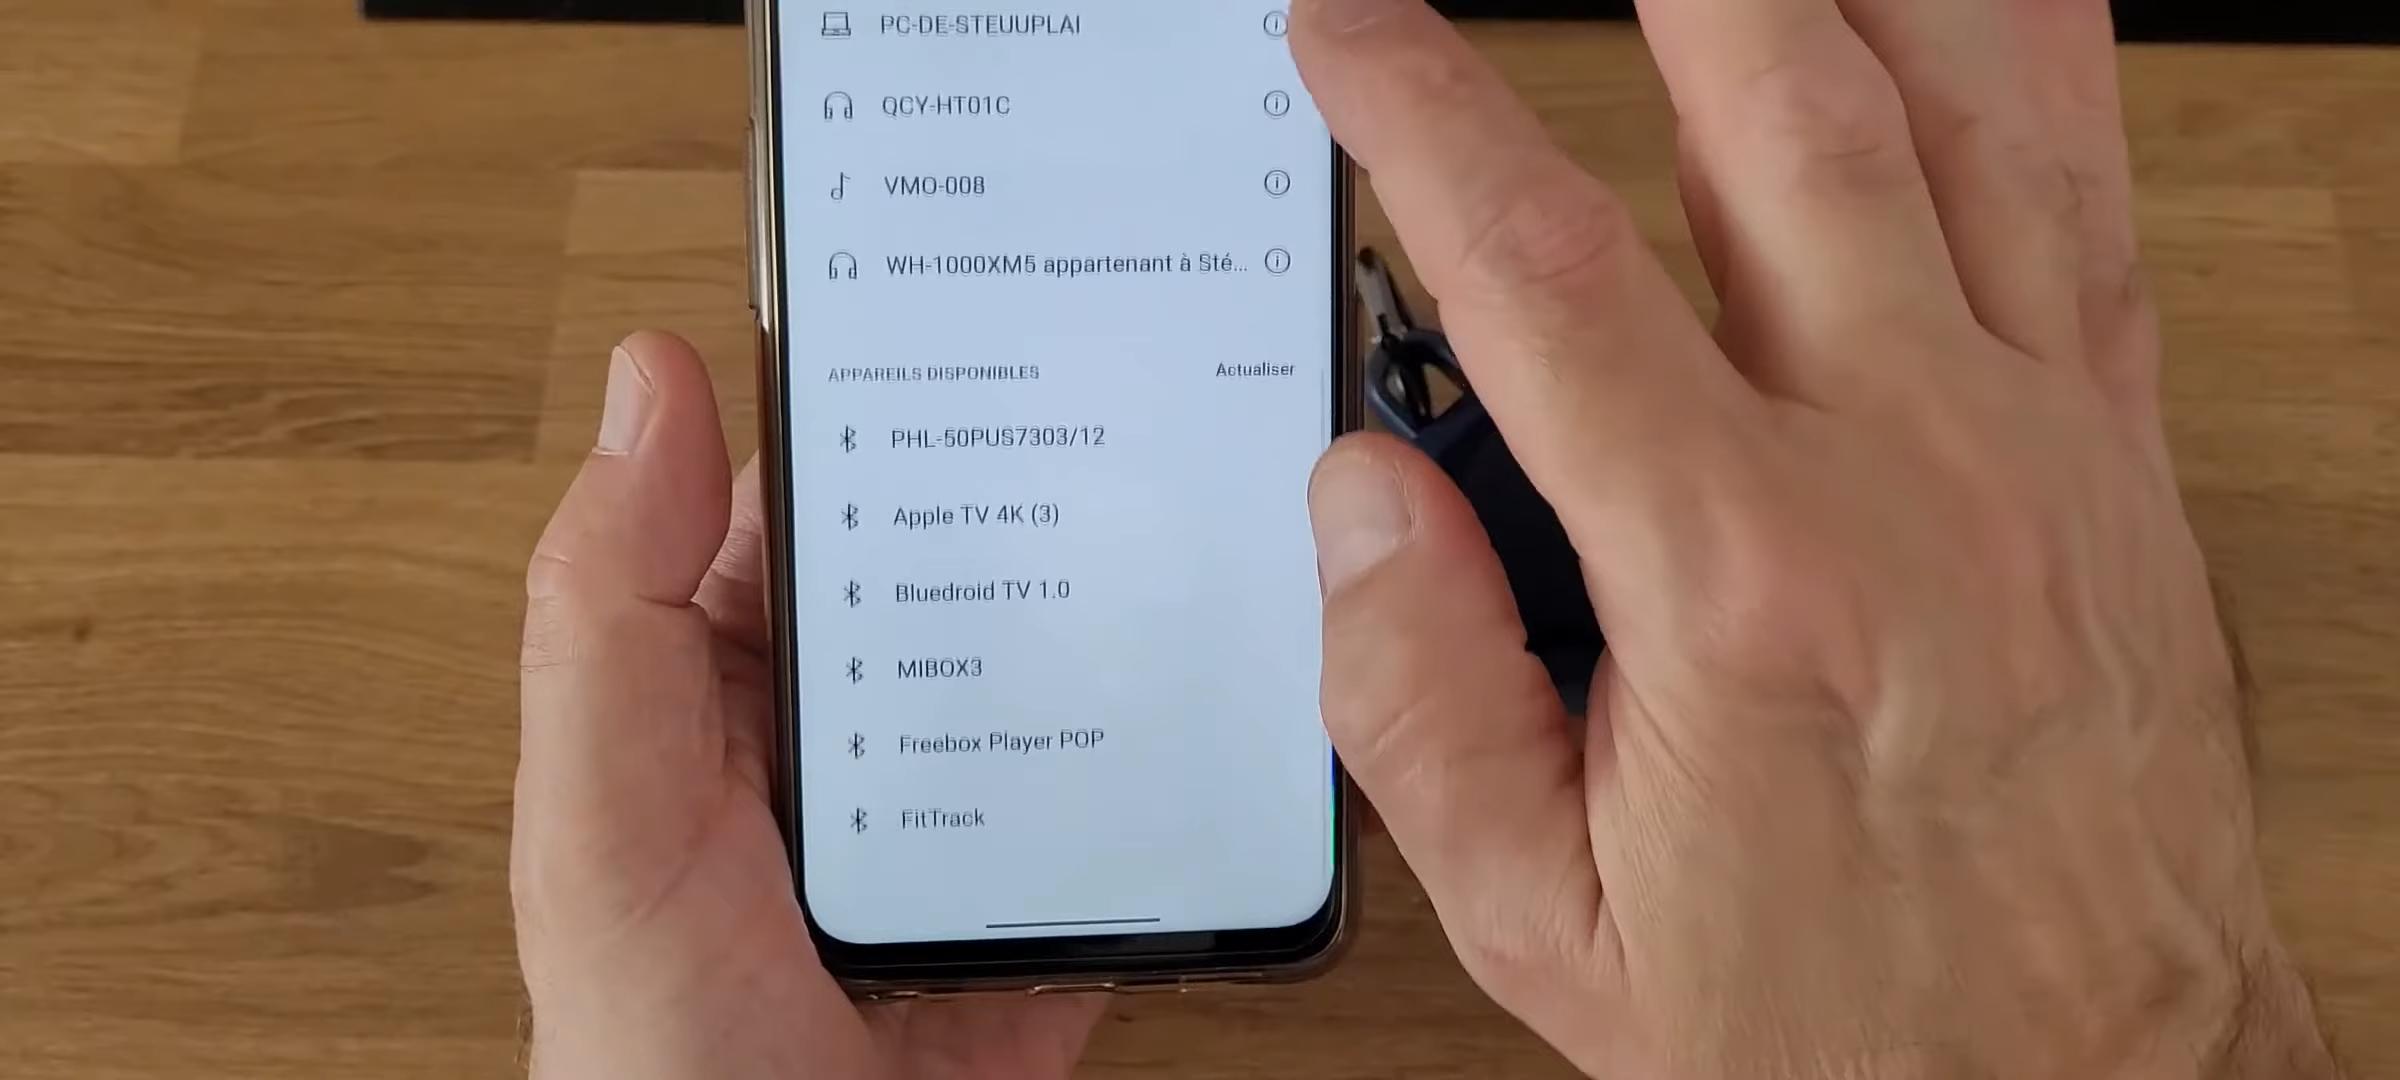 PC-DE-STEUUPLAI
QCY-HT01C
VMO-008
WH-1000XM5 appartenant à Sté...
APPAREILS DISPONIBLES Actualiser
PHL-50PUS7303/12
Apple TV 4K (3)
Bluedroid TV 1.0
MIBOX3
Freebox Player POP
FitTrack